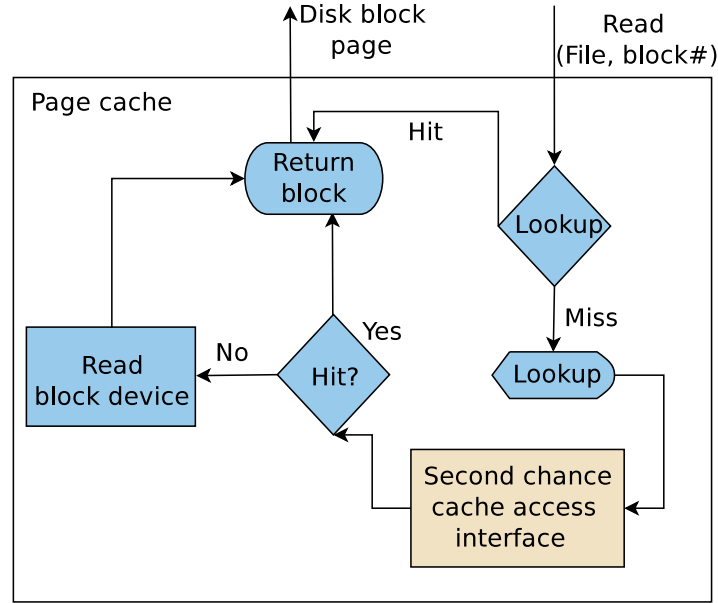 Disk block
page
Read
(File, block#)
Page cache
Hit
Return
block
Lookup
Miss
Yes
No
Read
block device
Hit?
Lookup
Second chance
cache access
interface